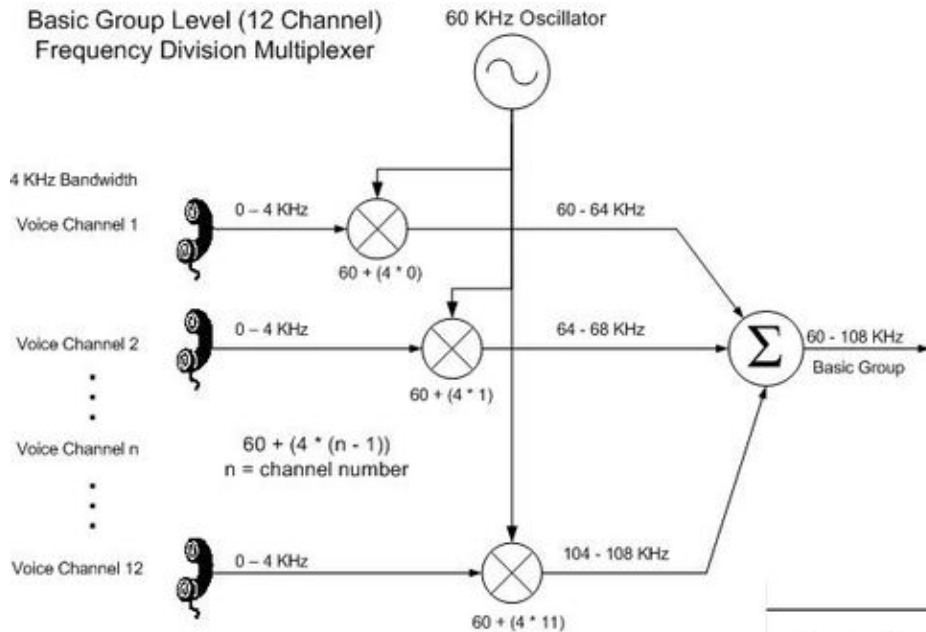 Basic Group Level (12 Channel)
Frequency Division Multiplexer
60 KHz Oscillator
4 KHz Bandwidth
Voice Channel 1
0 – 4 KHz
60 - 64 KHz
60 + (4 * 0)
Voice Channel 2
0 – 4 KHz
64 - 68 KHz
60 + (4 * 1)
Σ
60 - 108 KHz
Basic Group
Voice Channel n
60 + (4 * (n - 1))
n = channel number
Voice Channel 12
0 – 4 KHz
104 - 108 KHz
60 + (4 * 11)